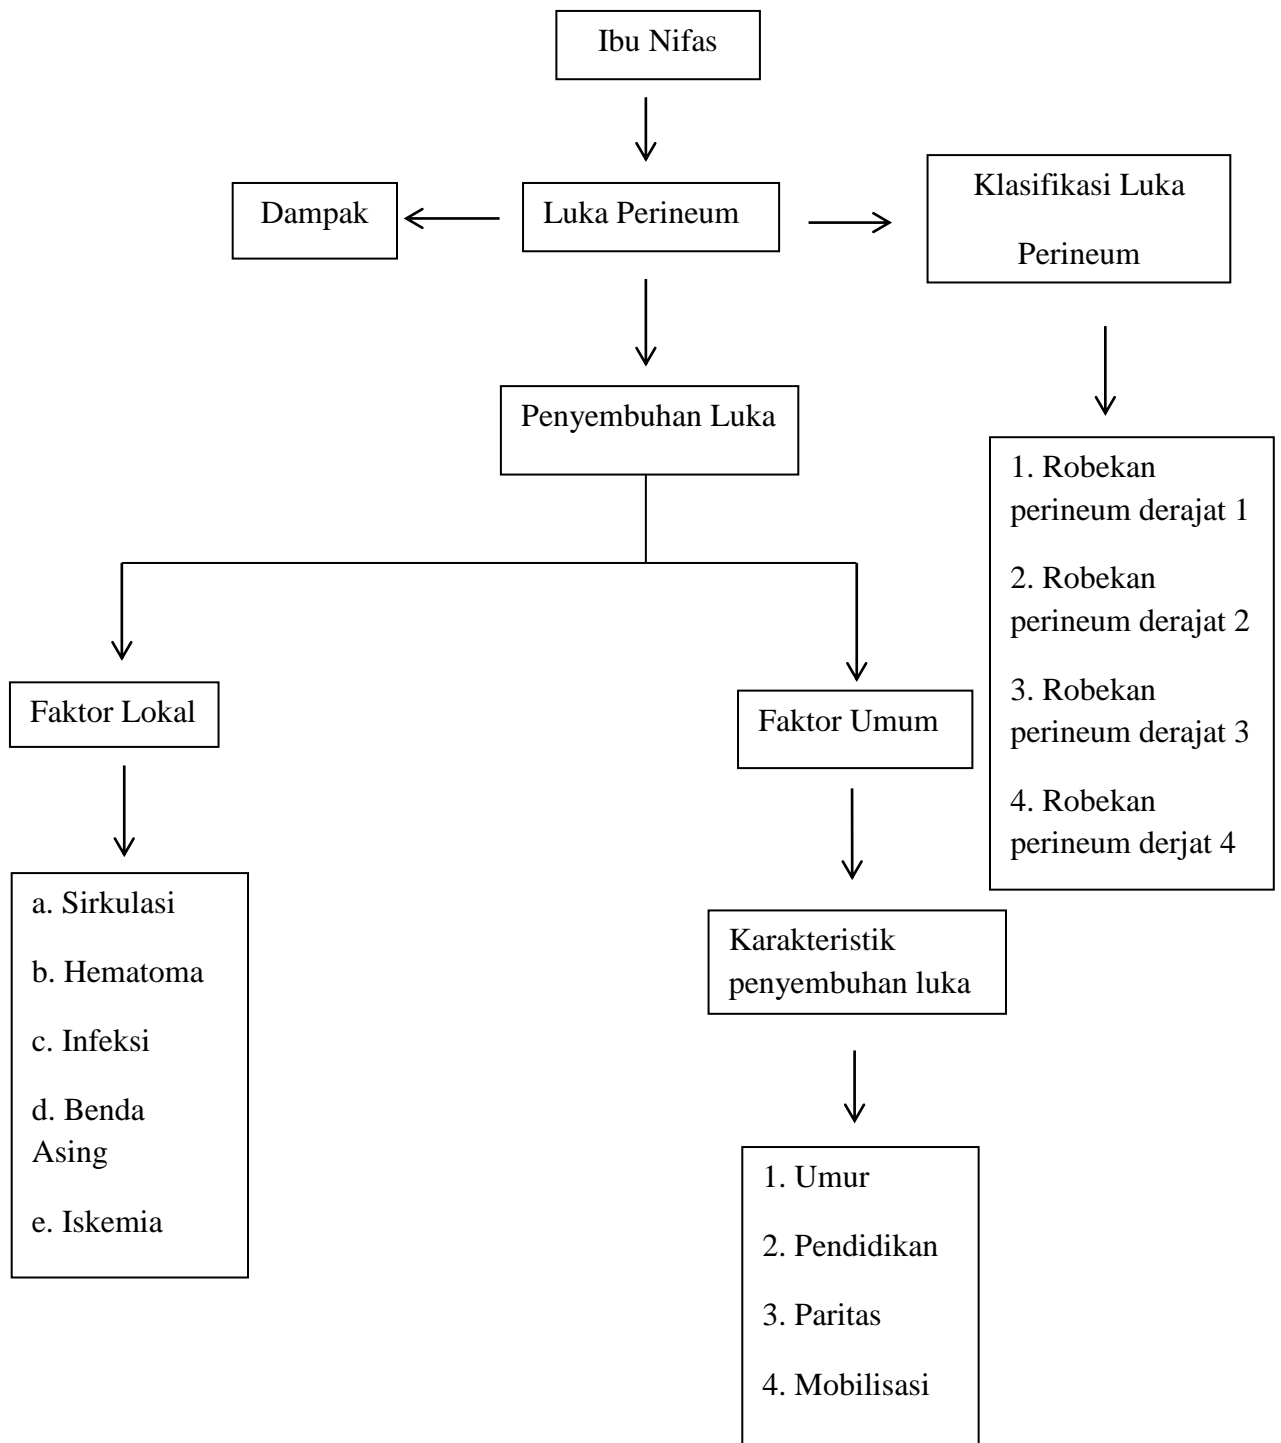 Ibu Nifas
Dampak
Luka Perineum
Klasifikasi Luka
Perineum
Penyembuhan Luka
1. Robekan
perineum derajat 1
2. Robekan
perineum derajat 2
3. Robekan
perineum derajat 3
4. Robekan
perineum derjat 4
Faktor Lokal
Faktor Umum
a. Sirkulasi
b. Hematoma
c. Infeksi
d. Benda
Asing
e. Iskemia
Karakteristik
penyembuhan luka
1. Umur
2. Pendidikan
3. Paritas
4. Mobilisasi